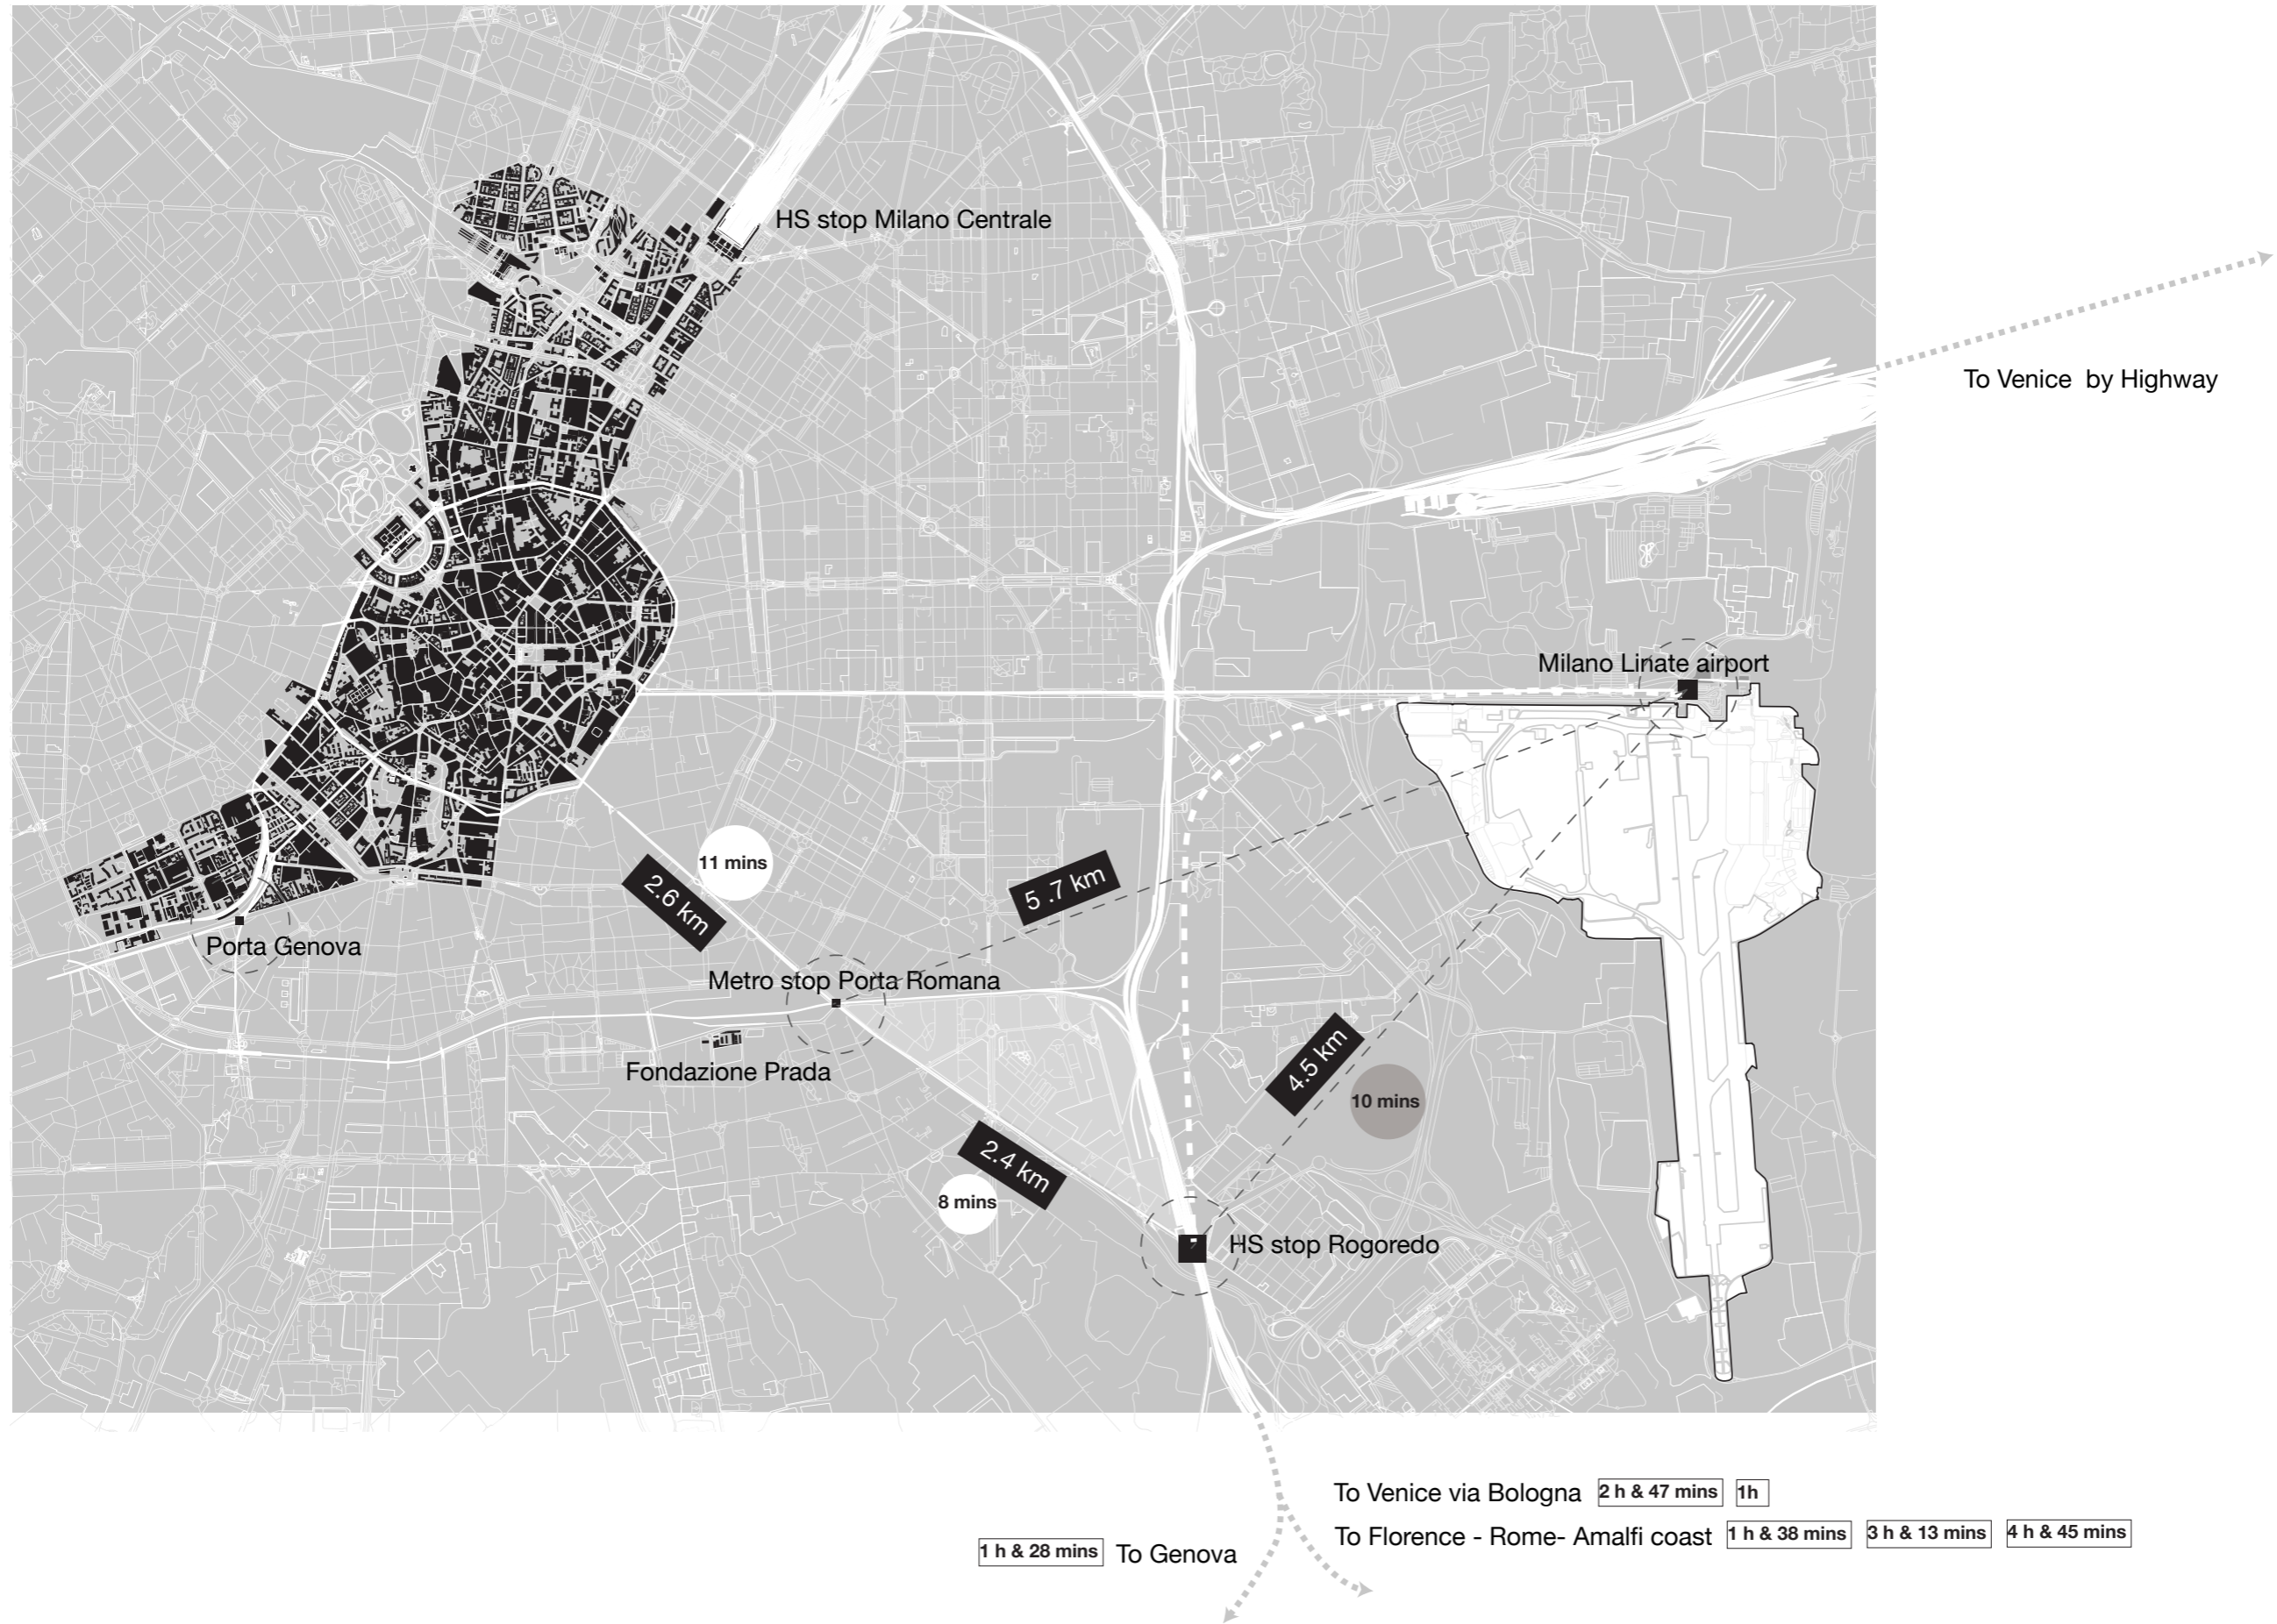 HS stop Milano Centrale
To Venice by Highway
Milano Linate airport
11 mins
2.6 km
5 .7 km
Porta Genova
Metro stop Porta Romana
Fondazione Prada
4.5 km
10 mins
2.4 km
8 mins
HS stop Rogoredo
To Venice via Bologna 2 h & 47 mins 1h
To Florence - Rome- Amalfi coast 1 h & 38 mins 3 h & 13 mins 4 h & 45 mins
1 h & 28 mins To Genova